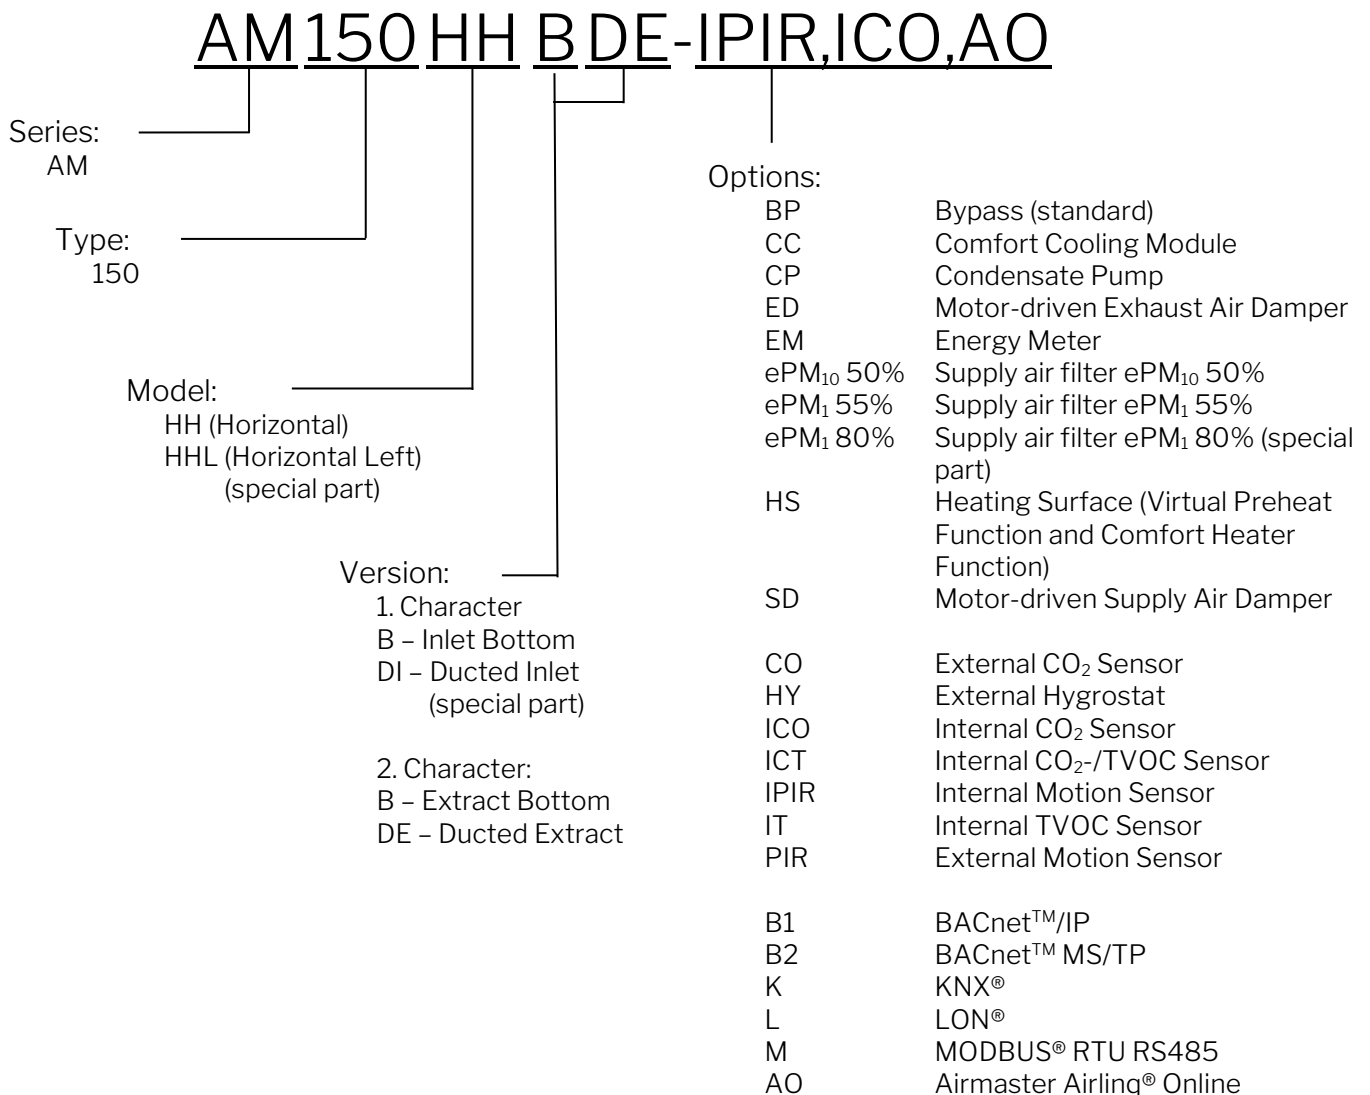 AM150 HH B DE-IPIR,ICO,AO
Series:
AM
Type:
150
Model:
HH (Horizontal)
HHL (Horizontal Left)
(special part)
Version:
1. Character
B – Inlet Bottom
DI – Ducted Inlet
(special part)
2. Character:
B – Extract Bottom
DE – Ducted Extract
Options:
BP Bypass (standard)
CC Comfort Cooling Module
CP Condensate Pump
ED Motor-driven Exhaust Air Damper
EM Energy Meter
ePM₁₀ 50% Supply air filter ePM₁₀ 50%
ePM₁ 55% Supply air filter ePM₁ 55%
ePM₁ 80% Supply air filter ePM₁ 80% (special
part)
HS Heating Surface (Virtual Preheat
Function and Comfort Heater
Function)
SD Motor-driven Supply Air Damper
CO External CO₂ Sensor
HY External Hygrostat
ICO Internal CO₂ Sensor
ICT Internal CO₂-/TVOC Sensor
IPIR Internal Motion Sensor
IT Internal TVOC Sensor
PIR External Motion Sensor
B1 BACnet™/IP
B2 BACnet™ MS/TP
K KNX®
L LON®
M MODBUS® RTU RS485
AO Airmaster Airlinq® Online